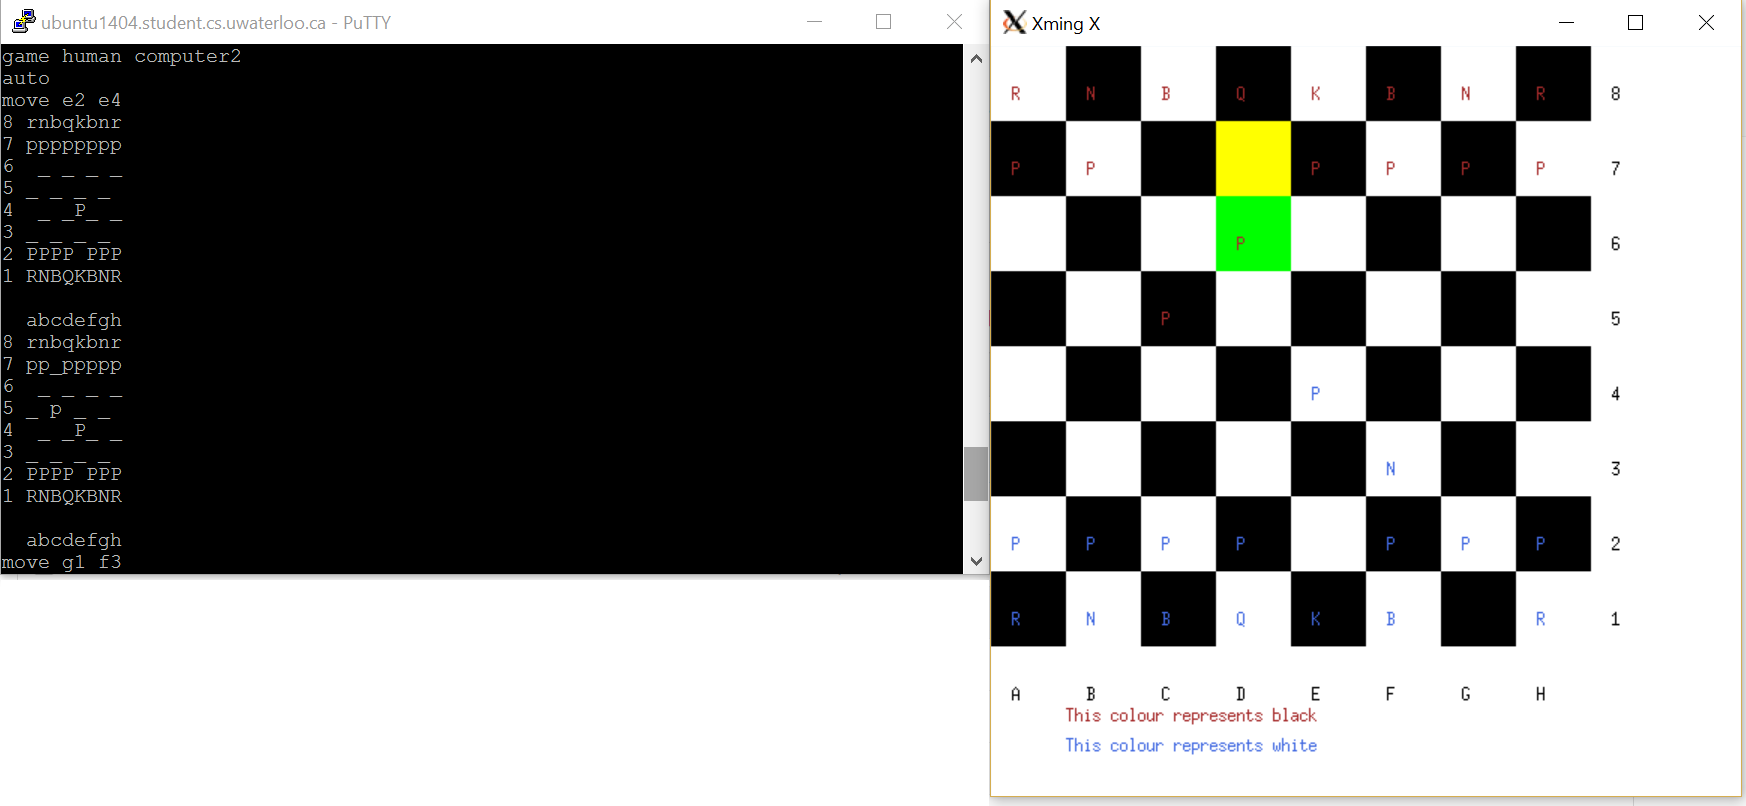 ubuntu1404.student.cs.uwaterloo.ca - PuTTY
game human computer2
auto
move e2 e4
8 rnbqkbnr
7 pppppppp
6  _ _ _ _
5 _ _ _ _
4  _ _P_ _
3 _ _ _ _
2 PPPP PPP
1 RNBQKBNR
  abcdefgh
8 rnbqkbnr
7 pp_ppppp
6  _ _ _ _
5 _ p _ _
4  _ _P_ _
3 _ _ _ _
2 PPPP PPP
1 RNBQKBNR
  abcdefgh
move g1 f3
Xming X
R N B Q K B N R 8
P P P P P P 7
P 6
P 5
P 4
N 3
P P P P P P P 2
R N B Q K B R 1
A B C D E F G H
This colour represents black
This colour represents white